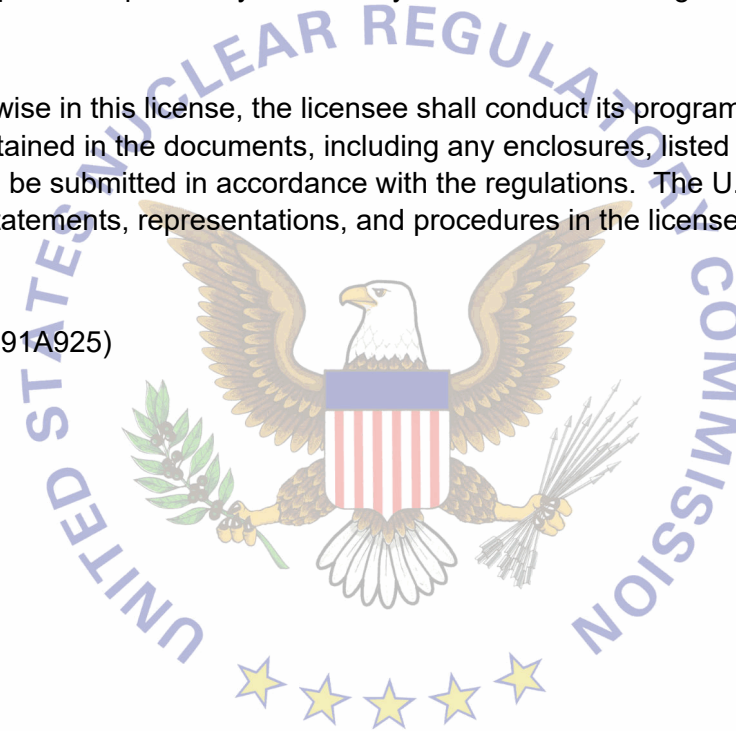 UNITED STATES NUCLEAR REGULATORY COMMISSION
wise in this license, the licensee shall conduct its program
tained in the documents, including any enclosures, listed
be submitted in accordance with the regulations. The U.
tatements, representations, and procedures in the license
91A925)